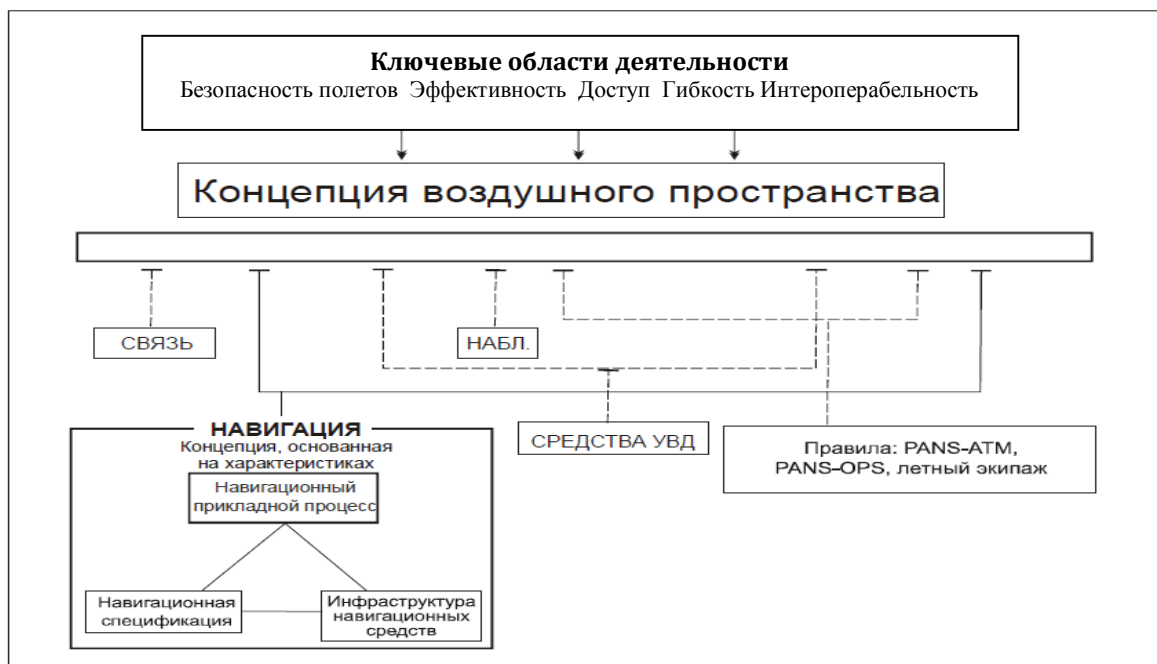 Ключевые области деятельности
Безопасность полетов Эффективность Доступ Гибкость Интероперабельность
Концепция воздушного пространства
СВЯЗЬ
НАБЛ.
СРЕДСТВА УВД
Правила: PANS-ATM,
PANS-OPS, летный экипаж
НАВИГАЦИЯ
Концепция, основанная
на характеристиках
Навигационный
прикладной процесс
Навигационная
спецификация
Инфраструктура
навигационных
средств